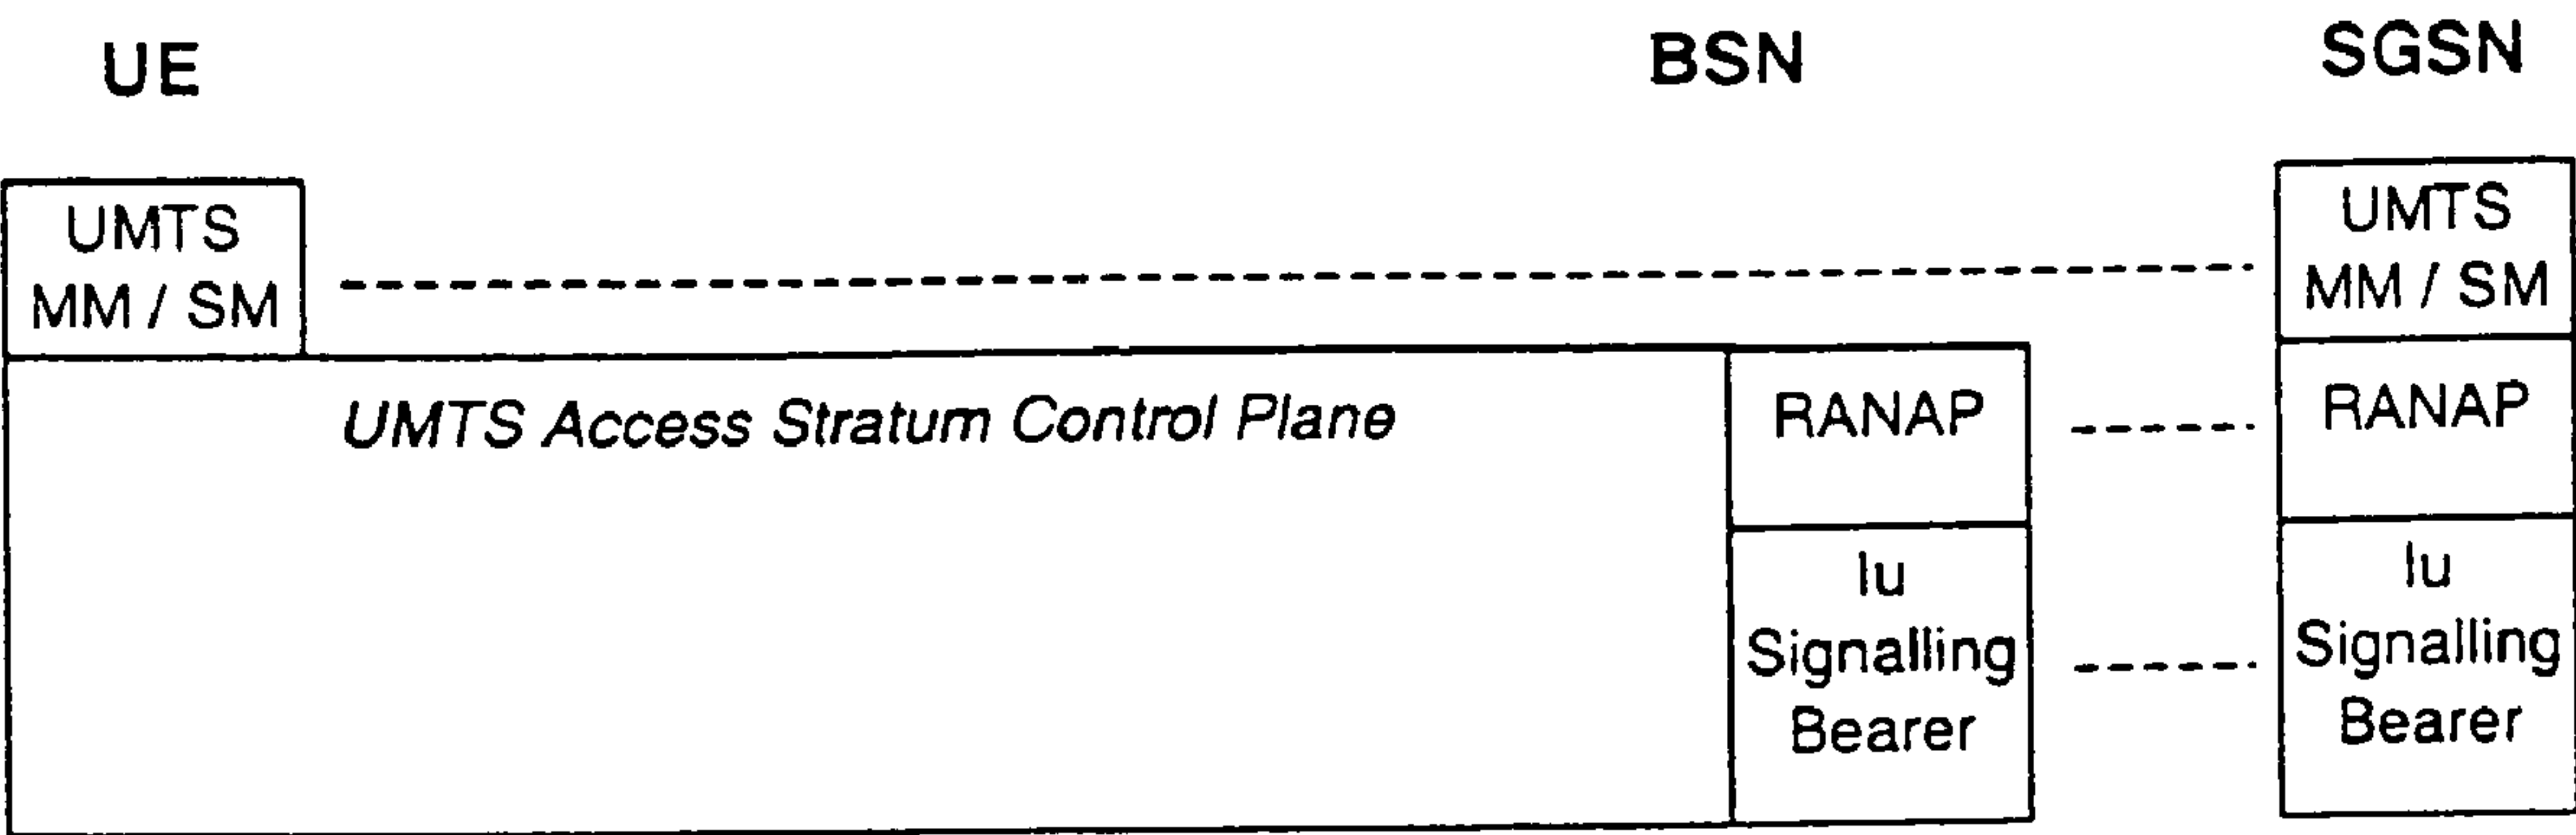 UE
BSN
SGSN
UMTS
MM / SM
UMTS
MM / SM
UMTS Access Stratum Control Plane
RANAP
RANAP
Iu
Signalling
Bearer
Iu
Signalling
Bearer